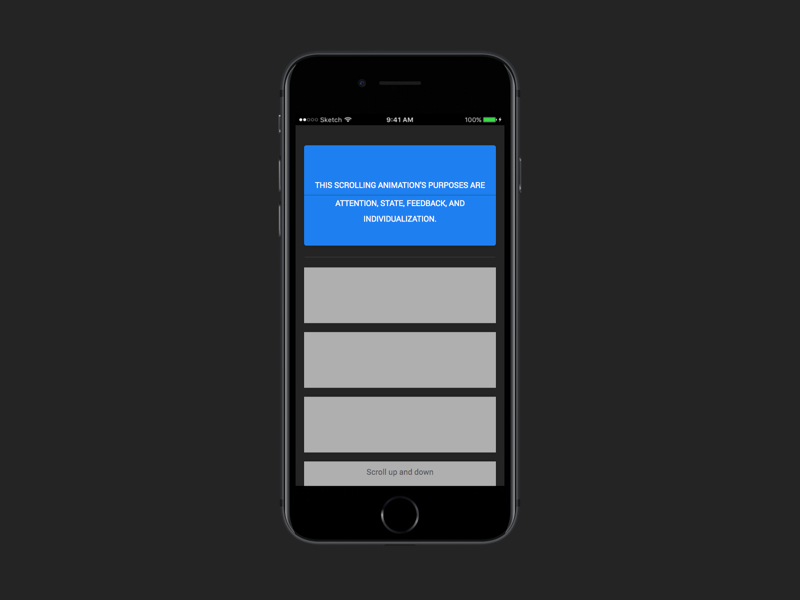 Sketch 9:41 AM 100%
THIS SCROLLING ANIMATION'S PURPOSES ARE
ATTENTION, STATE, FEEDBACK, AND
INDIVIDUALIZATION.
Scroll up and down